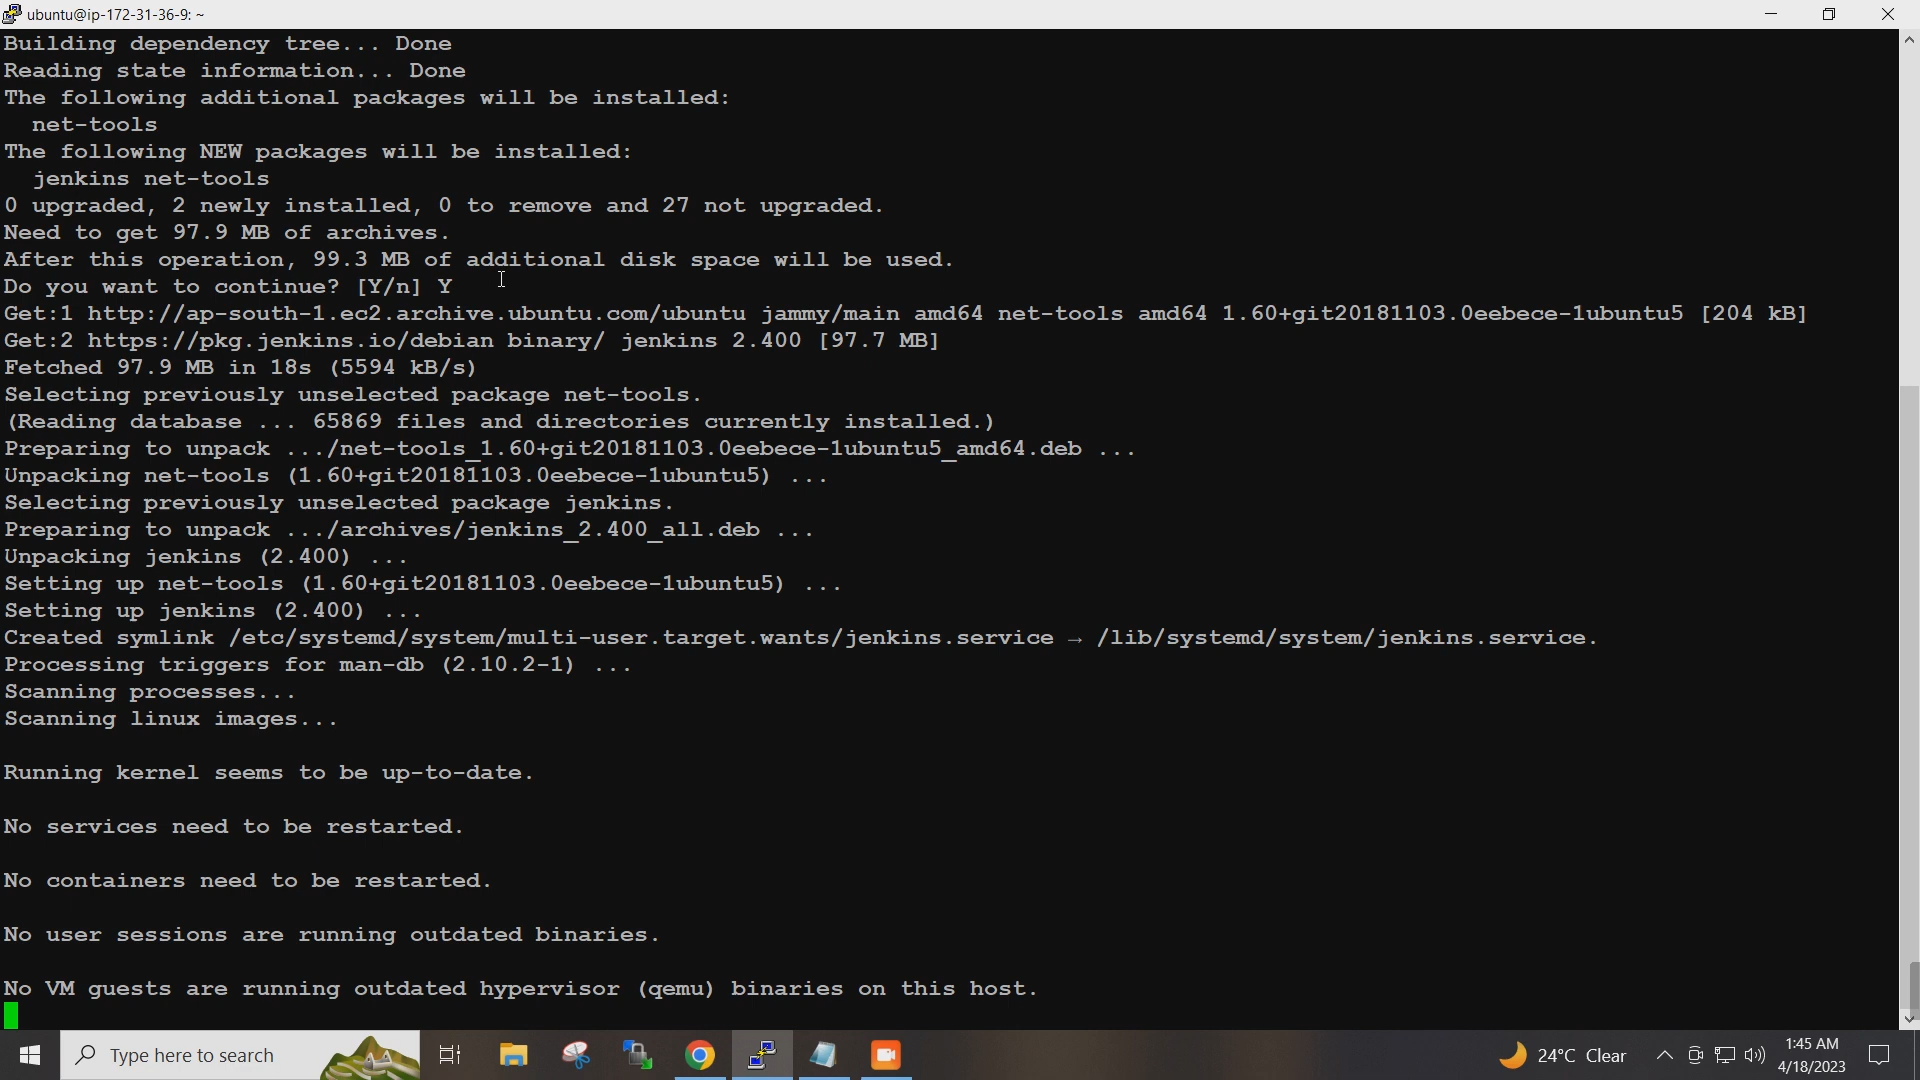 ubuntu@ip-172-31-36-9: ~
Building dependency tree... Done
Reading state information... Done
The following additional packages will be installed:
  net-tools
The following NEW packages will be installed:
  jenkins net-tools
0 upgraded, 2 newly installed, 0 to remove and 27 not upgraded.
Need to get 97.9 MB of archives.
After this operation, 99.3 MB of additional disk space will be used.
Do you want to continue? [Y/n] Y
Get:1 http://ap-south-1.ec2.archive.ubuntu.com/ubuntu jammy/main amd64 net-tools amd64 1.60+git20181103.0eebece-1ubuntu5 [204 kB]
Get:2 https://pkg.jenkins.io/debian binary/ jenkins 2.400 [97.7 MB]
Fetched 97.9 MB in 18s (5594 kB/s)
Selecting previously unselected package net-tools.
(Reading database ... 65869 files and directories currently installed.)
Preparing to unpack .../net-tools_1.60+git20181103.0eebece-1ubuntu5_amd64.deb ...
Unpacking net-tools (1.60+git20181103.0eebece-1ubuntu5) ...
Selecting previously unselected package jenkins.
Preparing to unpack .../archives/jenkins_2.400_all.deb ...
Unpacking jenkins (2.400) ...
Setting up net-tools (1.60+git20181103.0eebece-1ubuntu5) ...
Setting up jenkins (2.400) ...
Created symlink /etc/systemd/system/multi-user.target.wants/jenkins.service → /lib/systemd/system/jenkins.service.
Processing triggers for man-db (2.10.2-1) ...
Scanning processes...
Scanning linux images...
Running kernel seems to be up-to-date.
No services need to be restarted.
No containers need to be restarted.
No user sessions are running outdated binaries.
No VM guests are running outdated hypervisor (qemu) binaries on this host.
Type here to search
24°C Clear
1:45 AM
4/18/2023